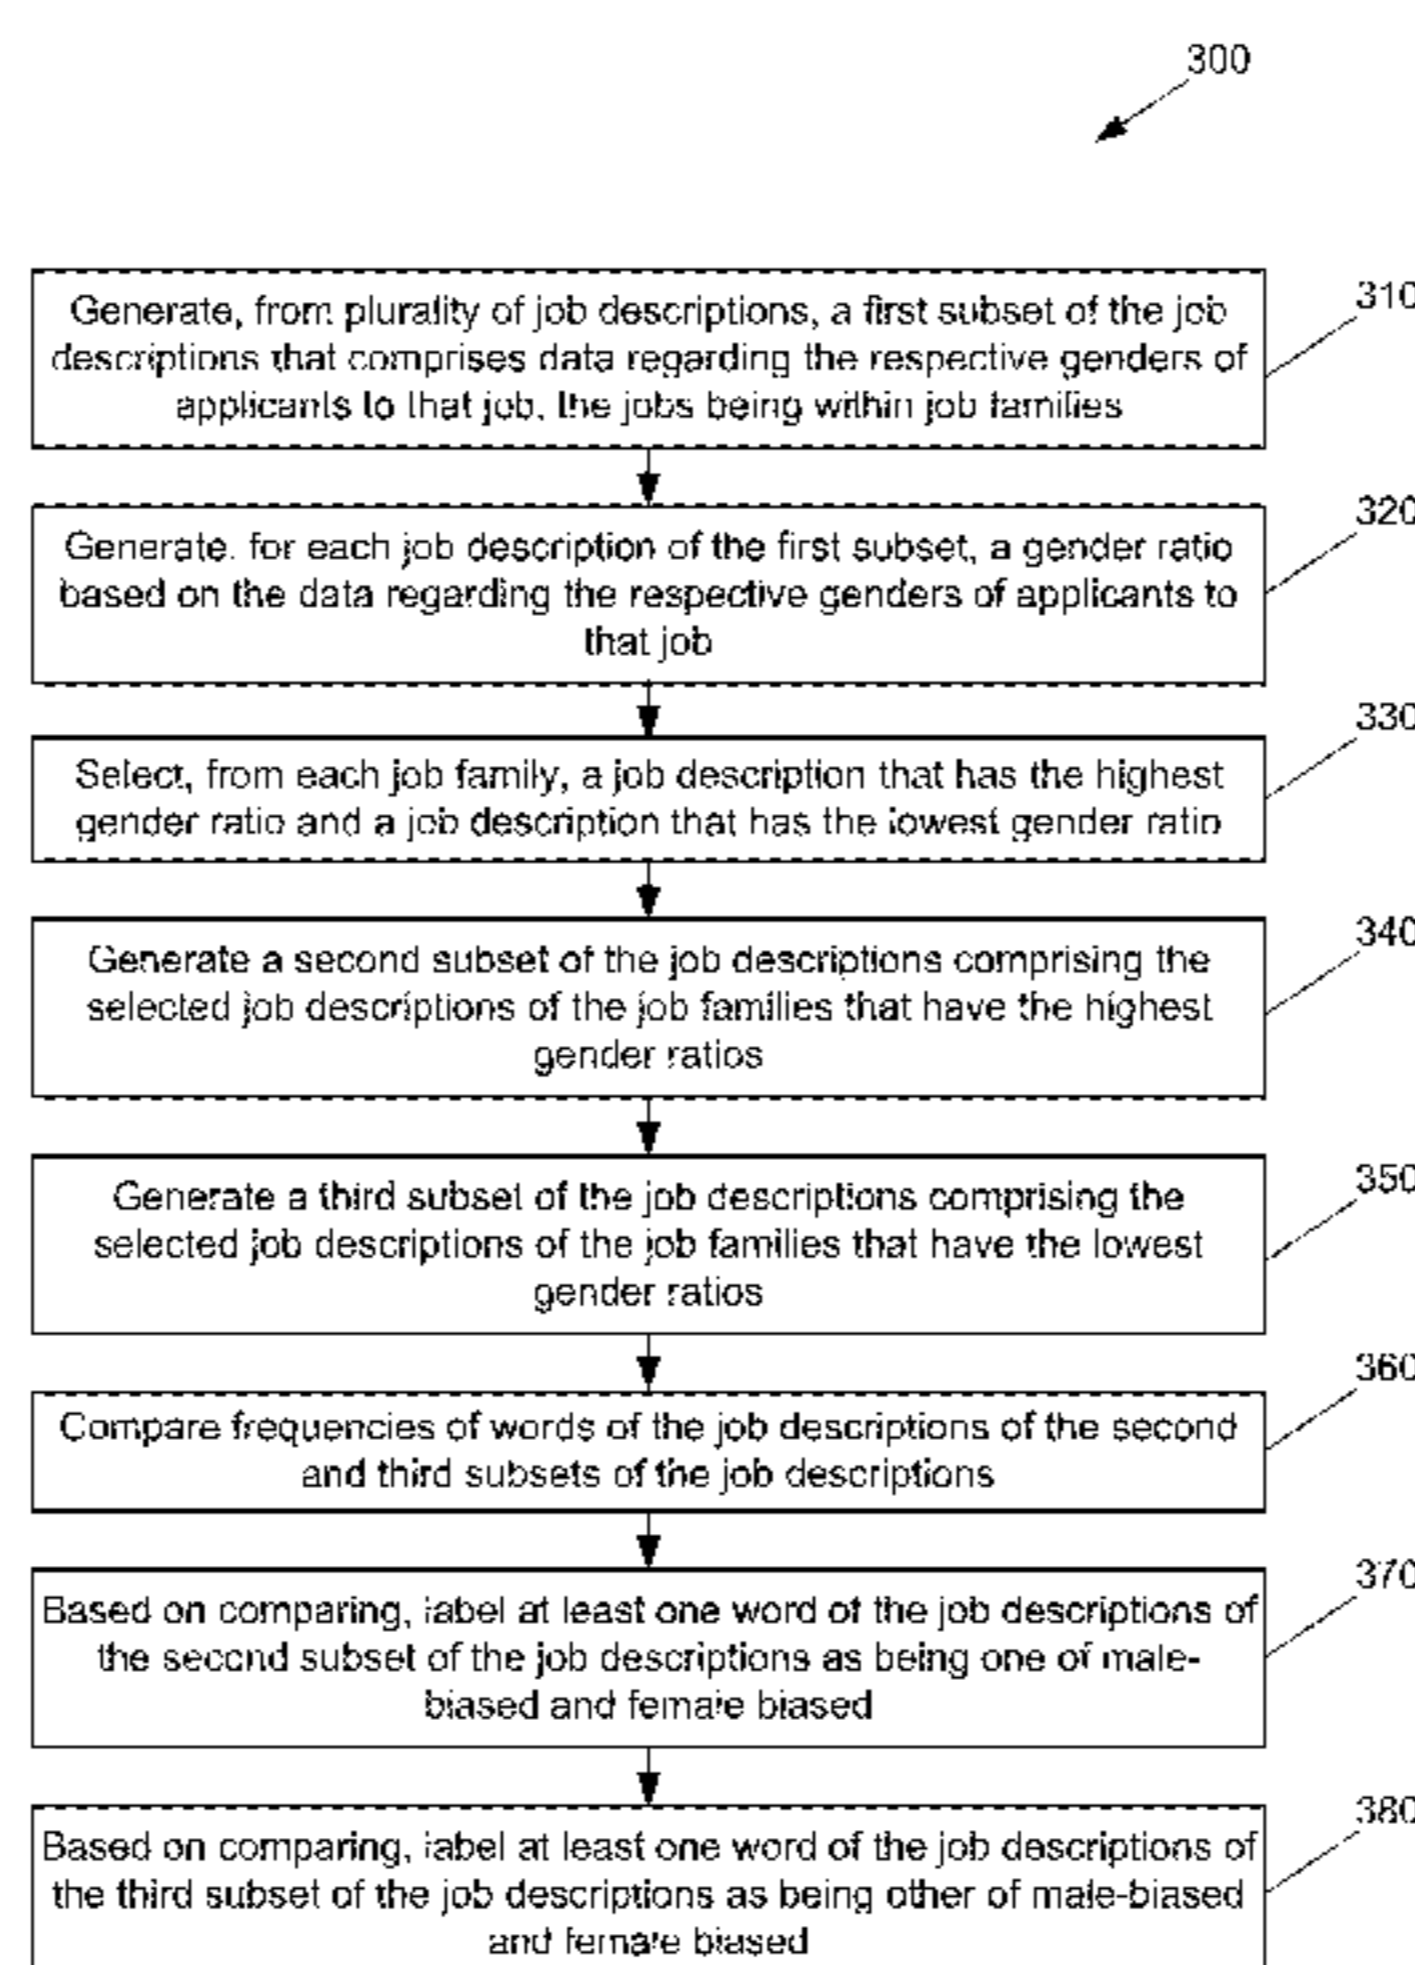 300
Generate, from plurality of job descriptions, a first subset of the job
descriptions that comprises data regarding the respective genders of
applicants to that job, the jobs being within job families
310
Generate, for each job description of the first subset, a gender ratio
based on the data regarding the respective genders of applicants to
that job
320
Select, from each job family, a job description that has the highest
gender ratio and a job description that has the lowest gender ratio
330
Generate a second subset of the job descriptions comprising the
selected job descriptions of the job families that have the highest
gender ratios
340
Generate a third subset of the job descriptions comprising the
selected job descriptions of the job families that have the lowest
gender ratios
350
Compare frequencies of words of the job descriptions of the second
and third subsets of the job descriptions
360
Based on comparing, label at least one word of the job descriptions of
the second subset of the job descriptions as being one of male-
biased and female biased
370
Based on comparing, label at least one word of the job descriptions of
the third subset of the job descriptions as being other of male-biased
and female biased
380